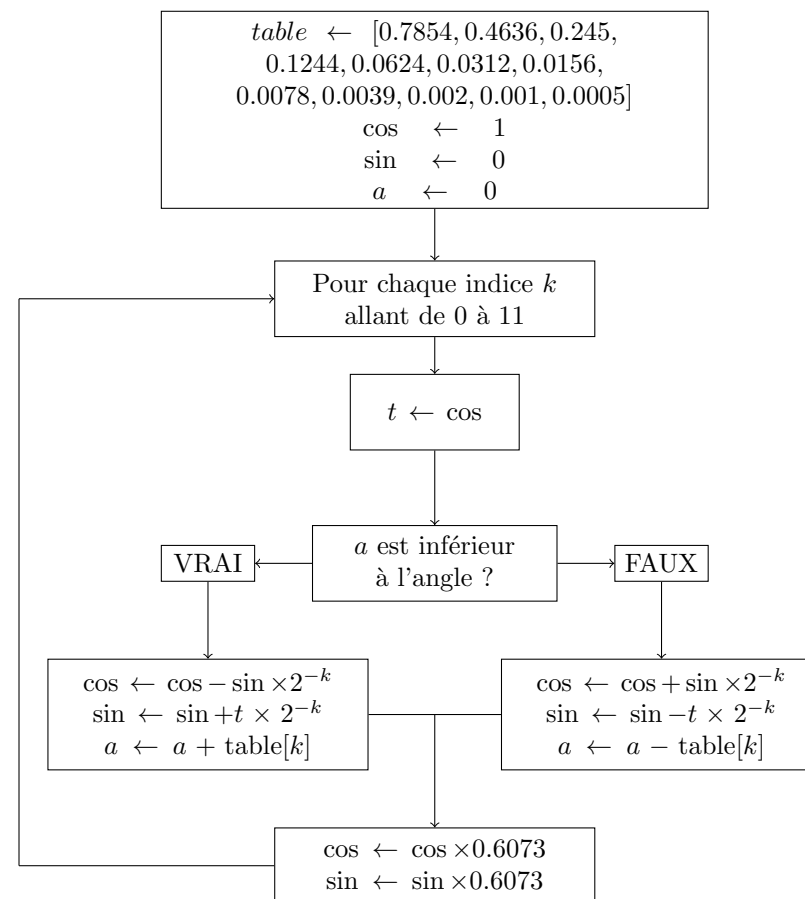 table ← [0.7854, 0.4636, 0.245,
0.1244, 0.0624, 0.0312, 0.0156,
0.0078, 0.0039, 0.002, 0.001, 0.0005]
cos ← 1
sin ← 0
a ← 0
Pour chaque indice k
allant de 0 à 11
t ← cos
a est inférieur
à l'angle ?
VRAI
FAUX
cos ← cos − sin ×2⁻ᵏ
sin ← sin +t × 2⁻ᵏ
a ← a + table[k]
cos ← cos + sin ×2⁻ᵏ
sin ← sin −t × 2⁻ᵏ
a ← a − table[k]
cos ← cos ×0.6073
sin ← sin ×0.6073